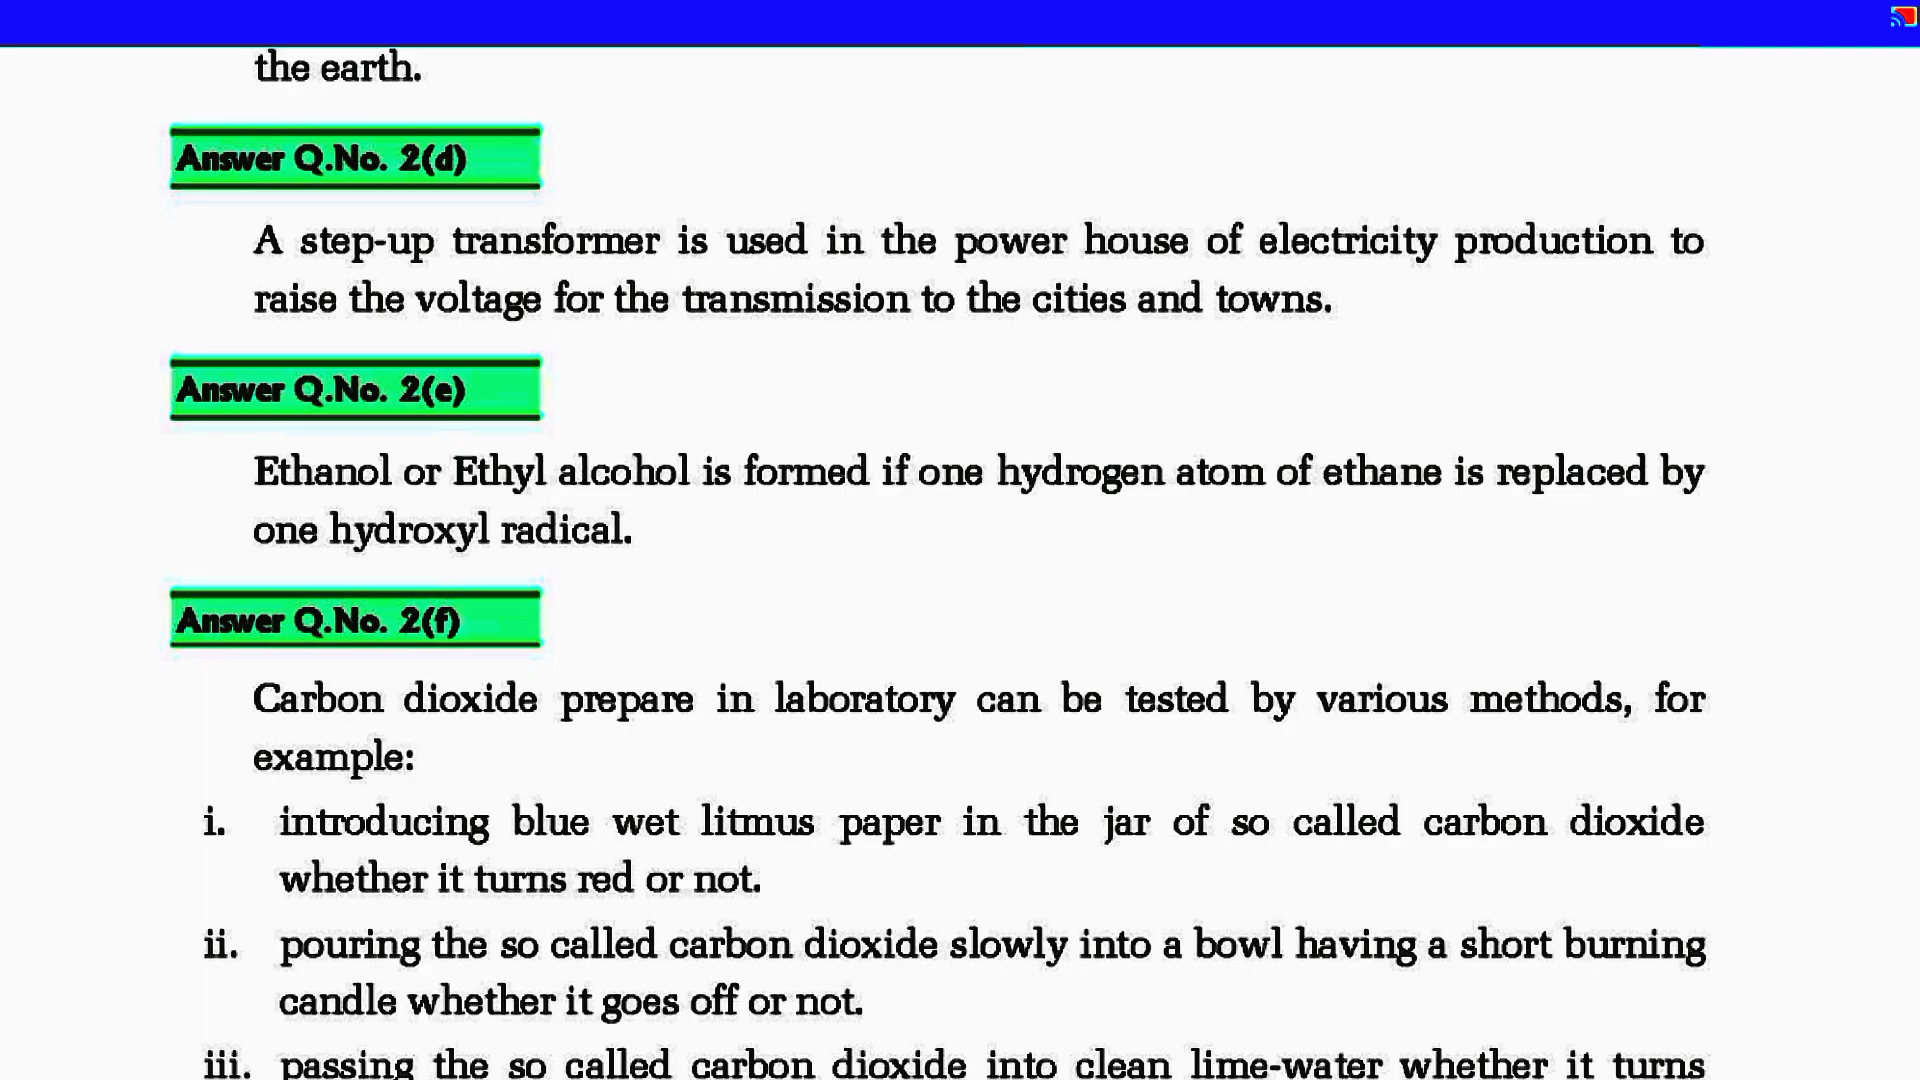 the earth.
Answer Q.No. 2(d)
A step-up transformer is used in the power house of electricity production to
raise the voltage for the transmission to the cities and towns.
Answer Q.No. 2(e)
Ethanol or Ethyl alcohol is formed if one hydrogen atom of ethane is replaced by
one hydroxyl radical.
Answer Q.No. 2(f)
Carbon dioxide prepare in laboratory can be tested by various methods, for
example:
i. introducing blue wet litmus paper in the jar of so called carbon dioxide
whether it turns red or not.
ii. pouring the so called carbon dioxide slowly into a bowl having a short burning
candle whether it goes off or not.
iii. passing the so called carbon dioxide into clean lime-water whether it turns